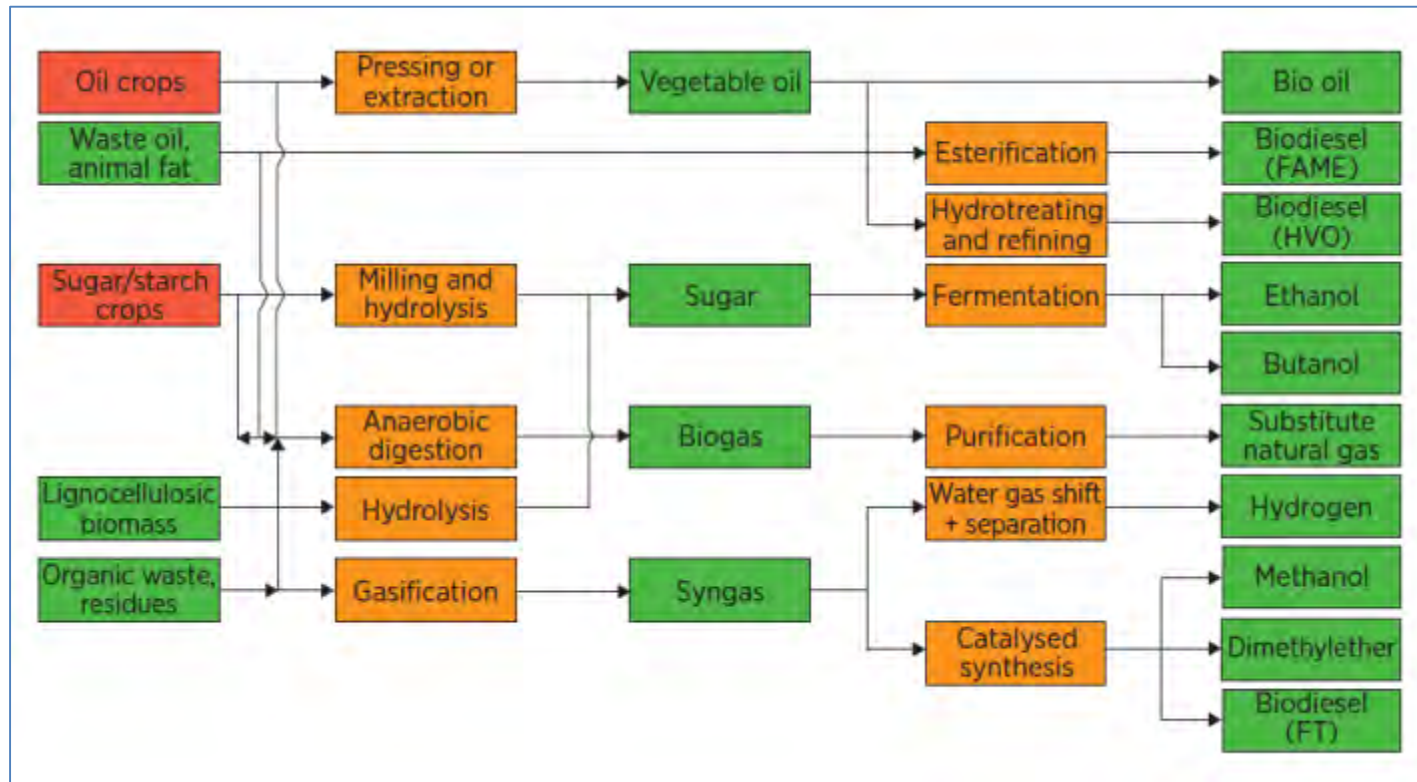 Oil crops
Pressing or
extraction
Vegetable oil
Bio oil
Waste oil,
animal fat
Esterification
Biodiesel
(FAME)
Hydrotreating
and refining
Biodiesel
(HVO)
Sugar/starch
crops
Milling and
hydrolysis
Sugar
Fermentation
Ethanol
Butanol
Anaerobic
digestion
Biogas
Purification
Substitute
natural gas
Lignocellulosic
biomass
Hydrolysis
Water gas shift
+ separation
Hydrogen
Organic waste,
residues
Gasification
Syngas
Methanol
Catalysed
synthesis
Dimethylether
Biodiesel
(FT)